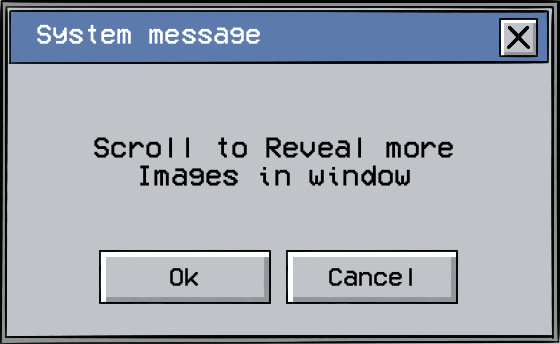 System message
Scroll to Reveal more
Images in window
Ok
Cancel